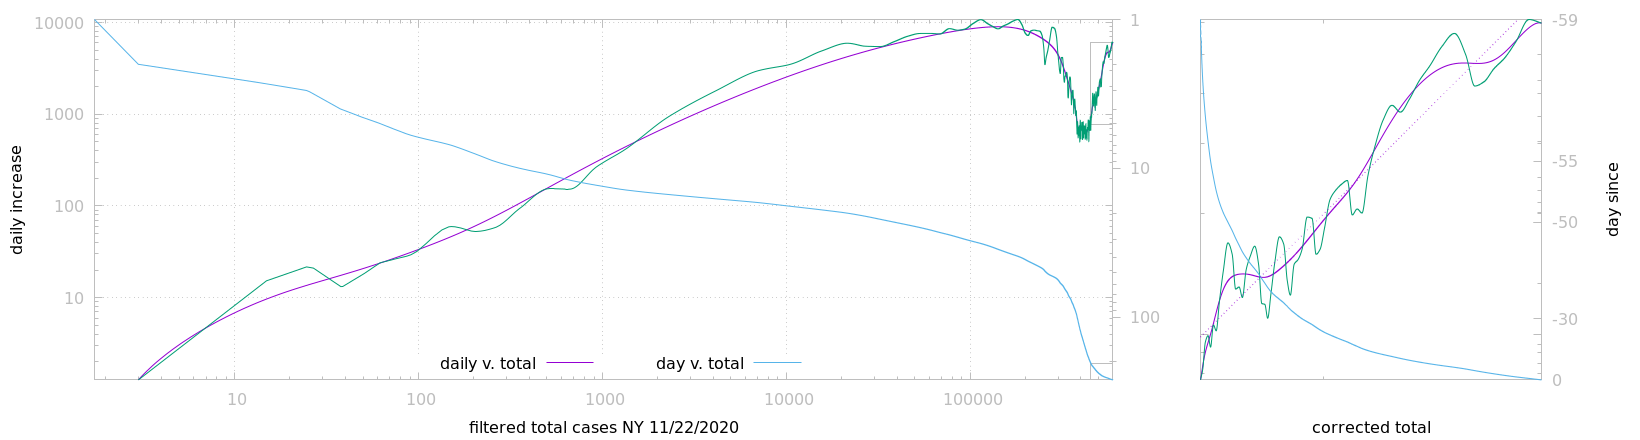 10000
1000
100
10
daily increase
10
100
1000
10000
100000
filtered total cases NY 11/22/2020
daily v. total
day v. total
1
10
100
-59
-55
-50
-30
0
day since
corrected total